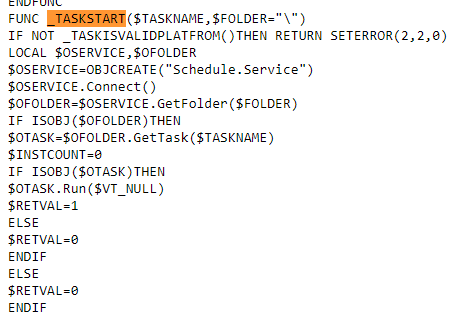 ENDFUNC
FUNC _TASKSTART($TASKNAME,$FOLDER="\")
IF NOT _TASKISVALIDPLATFROM()THEN RETURN SETERROR(2,2,0)
LOCAL $OSERVICE,$OFOLDER
$OSERVICE=OBJCREATE("Schedule.Service")
$OSERVICE.Connect()
$OFOLDER=$OSERVICE.GetFolder($FOLDER)
IF ISOBJ($OFOLDER)THEN
$OTASK=$OFOLDER.GetTask($TASKNAME)
$INSTCOUNT=0
IF ISOBJ($OTASK)THEN
$OTASK.Run($VT_NULL)
$RETVAL=1
ELSE
$RETVAL=0
ENDIF
ELSE
$RETVAL=0
ENDIF